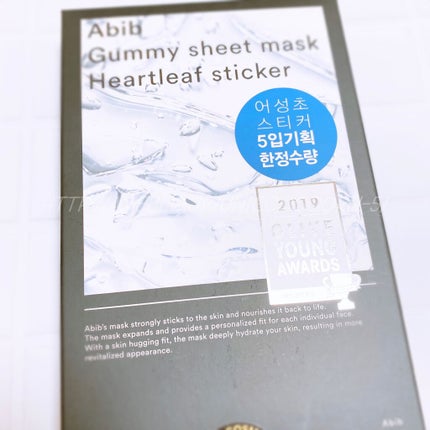 Abib
Gummy sheet mask
Heartleaf sticker
어성초
스티커
5입기획
한정수량
2019
OLIVE
YOUNG
AWARDS
Abib's mask strongly sticks to the skin and nourishes it back to life.
The mask expands and provides a personalized fit for each individual face.
With a skin hugging fit, the mask deeply hydrate your skin, resulting in more
revitalized appearance.
Abib